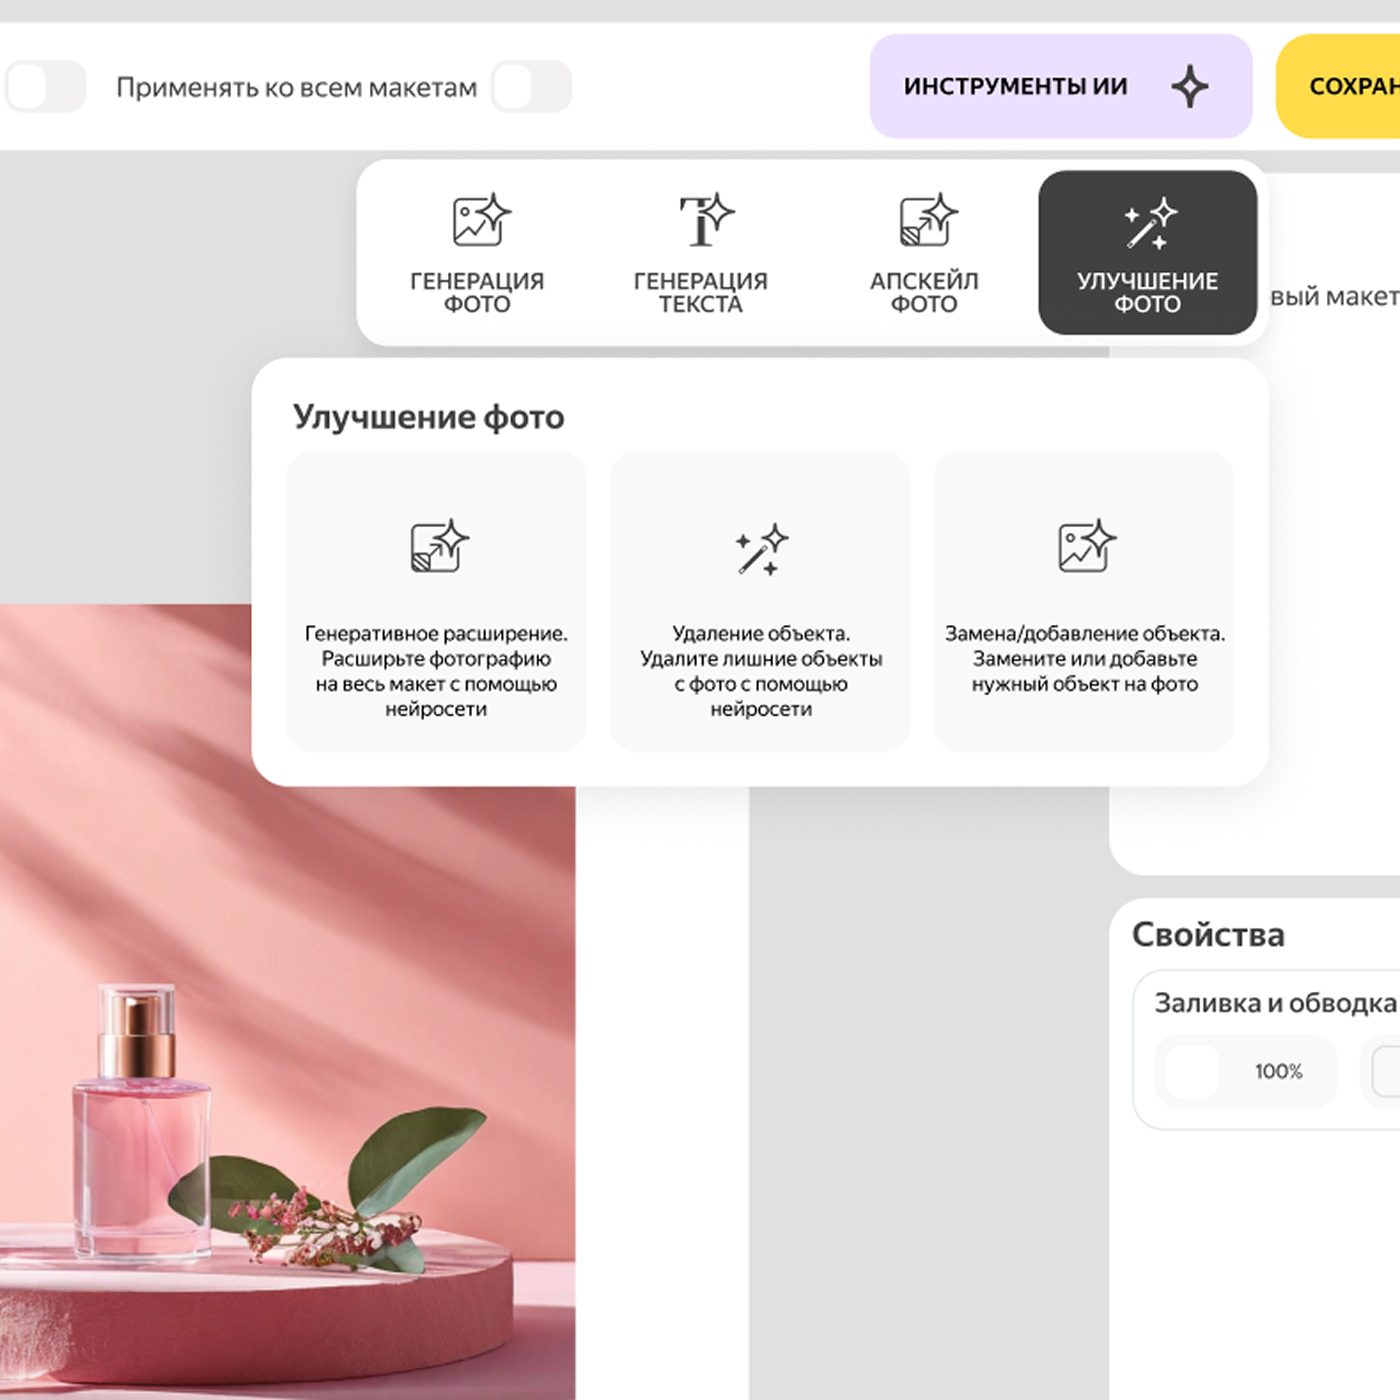 Применять ко всем макетам
ИНСТРУМЕНТЫ ИИ
СОХРАН
ГЕНЕРАЦИЯ
ФОТО
ГЕНЕРАЦИЯ
ТЕКСТА
АПСКЕЙЛ
ФОТО
УЛУЧШЕНИЕ
ФОТО
вый макет
Улучшение фото
Генеративное расширение.
Расширьте фотографию
на весь макет с помощью
нейросети
Удаление объекта.
Удалите лишние объекты
с фото с помощью
нейросети
Замена/добавление объекта.
Замените или добавьте
нужный объект на фото
Свойства
Заливка и обводка
100%